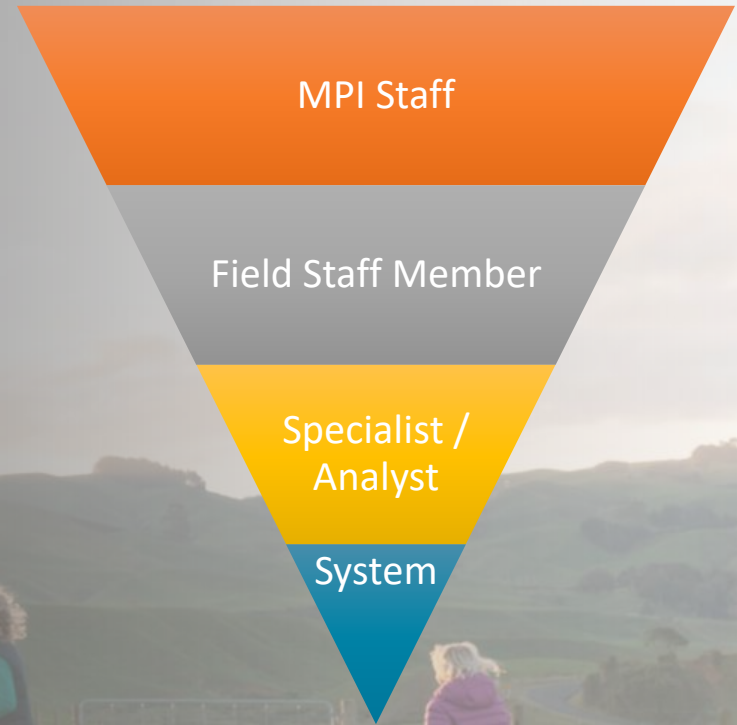 MPI Staff
Field Staff Member
Specialist /
Analyst
System